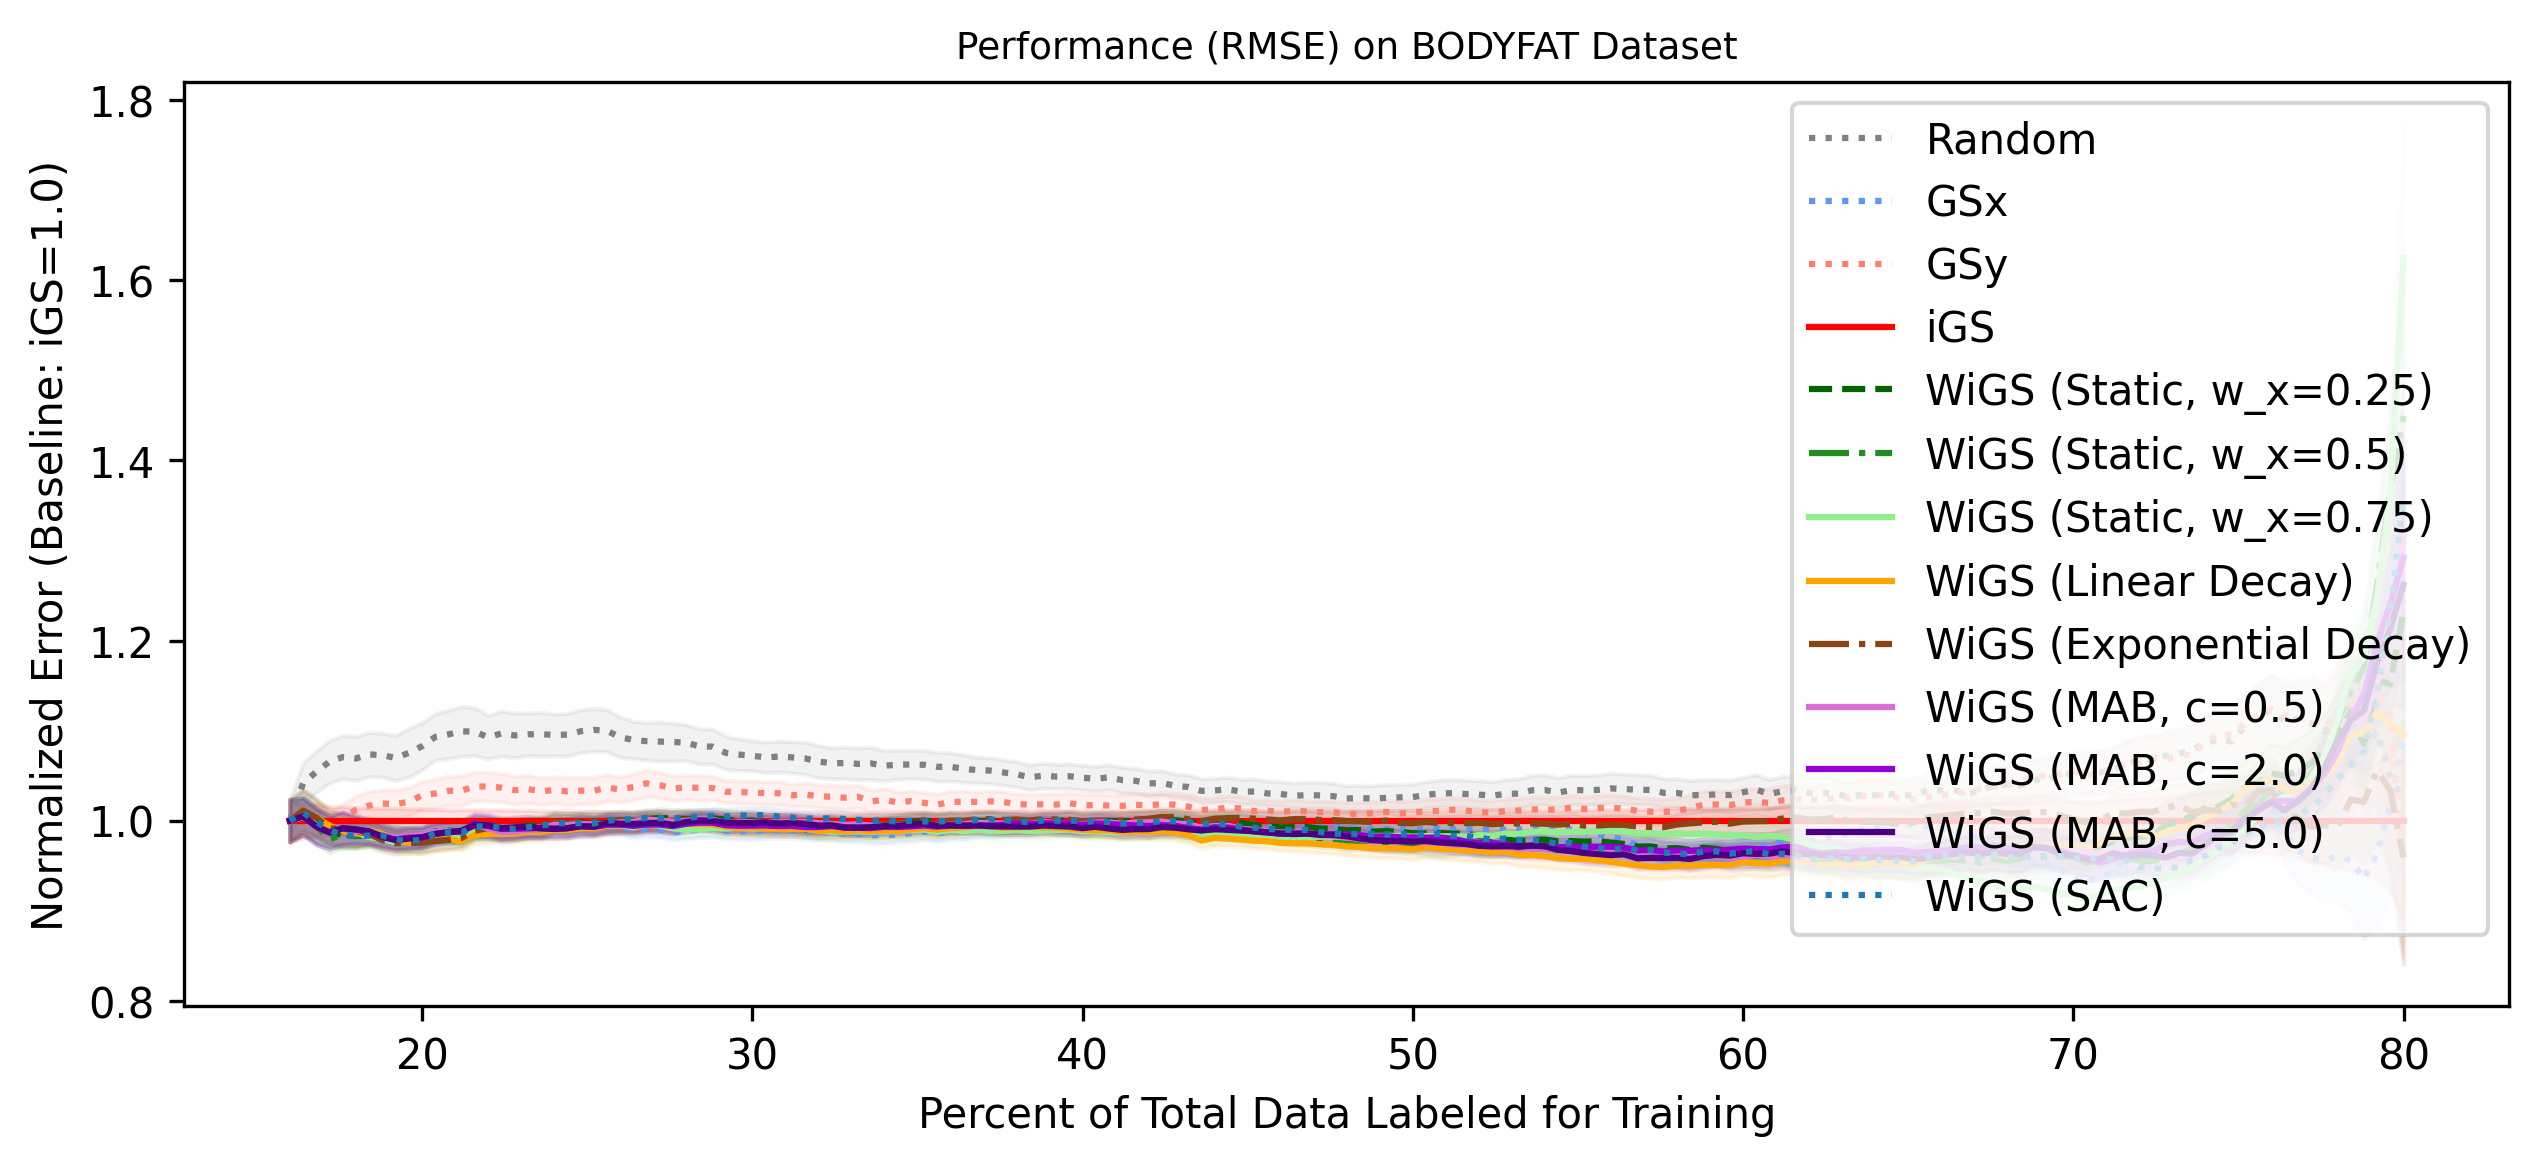 Performance (RMSE) on BODYFAT Dataset
Normalized Error (Baseline: iGS=1.0)
1.8
1.6
1.4
1.2
1.0
0.8
Random
GSx
GSy
iGS
WiGS (Static, w_x=0.25)
WiGS (Static, w_x=0.5)
WiGS (Static, w_x=0.75)
WiGS (Linear Decay)
WiGS (Exponential Decay)
WiGS (MAB, c=0.5)
WiGS (MAB, c=2.0)
WiGS (MAB, c=5.0)
WiGS (SAC)
20 30 40 50 60 70 80
Percent of Total Data Labeled for Training